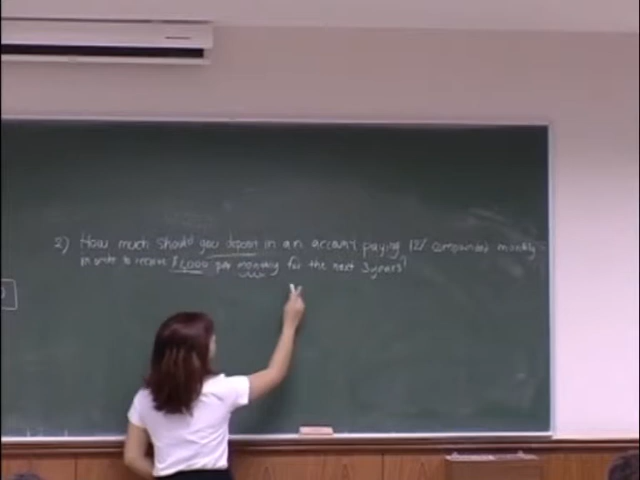 2) How much should you deposit in an account paying 12% compounded monthly
in order to receive $1,000 per monthly for the next 3 years?